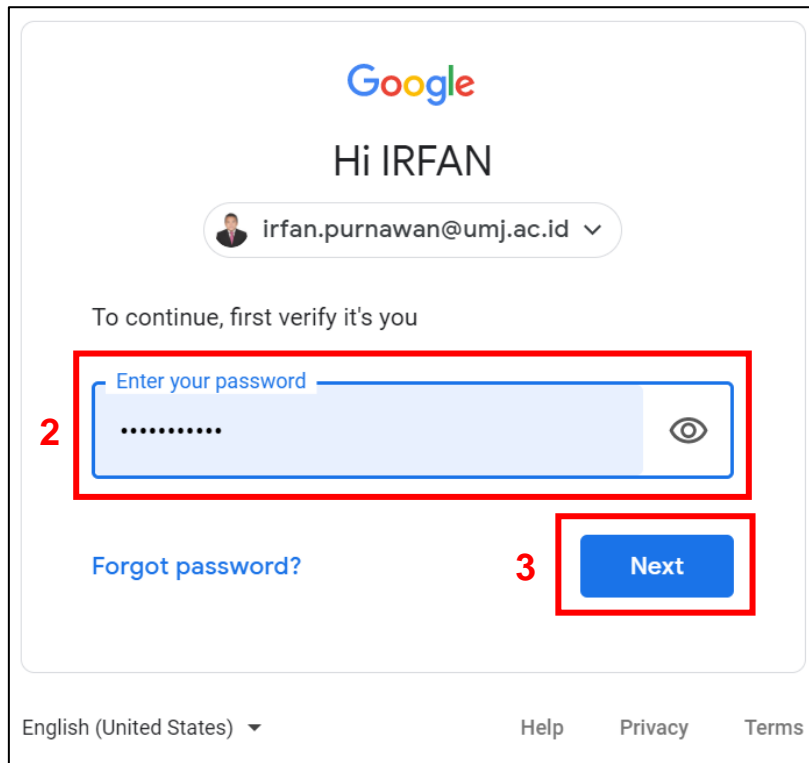 Google
Hi IRFAN
irfan.purnawan@umj.ac.id
To continue, first verify it's you
Enter your password
2
•••••••••••
Forgot password?
3
Next
English (United States)
Help Privacy Terms